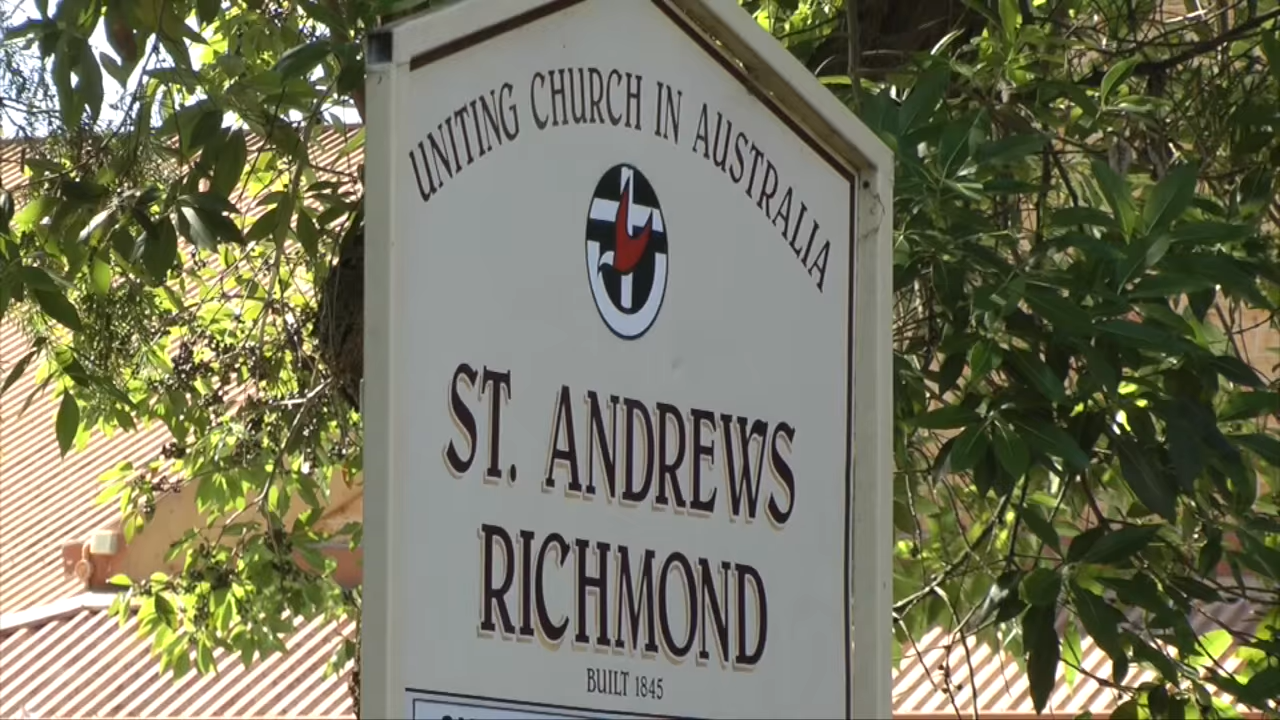 UNITING CHURCH IN AUSTRALIA
ST. ANDREWS
RICHMOND
BUILT 1845